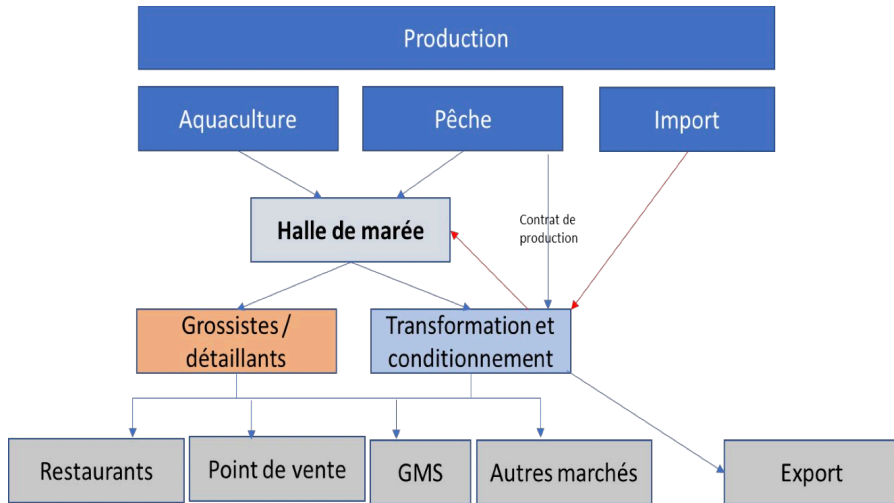 Production
Aquaculture
Pêche
Import
Halle de marée
Contrat de
production
Grossistes /
détaillants
Transformation et
conditionnement
Restaurants
Point de vente
GMS
Autres marchés
Export